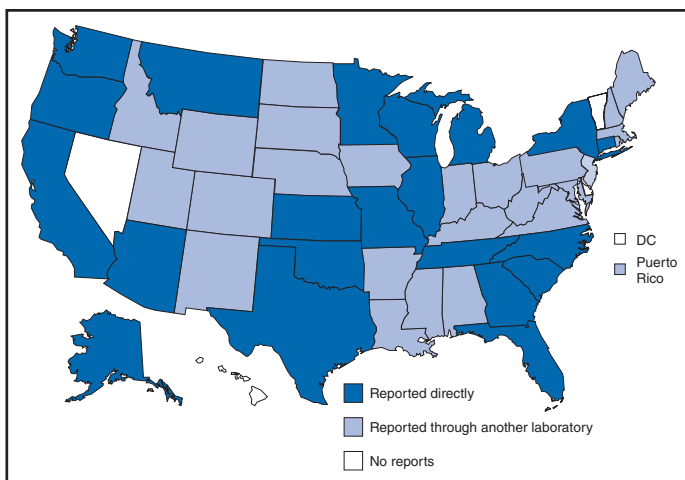 DC
Puerto
Rico
Reported directly
Reported through another laboratory
No reports